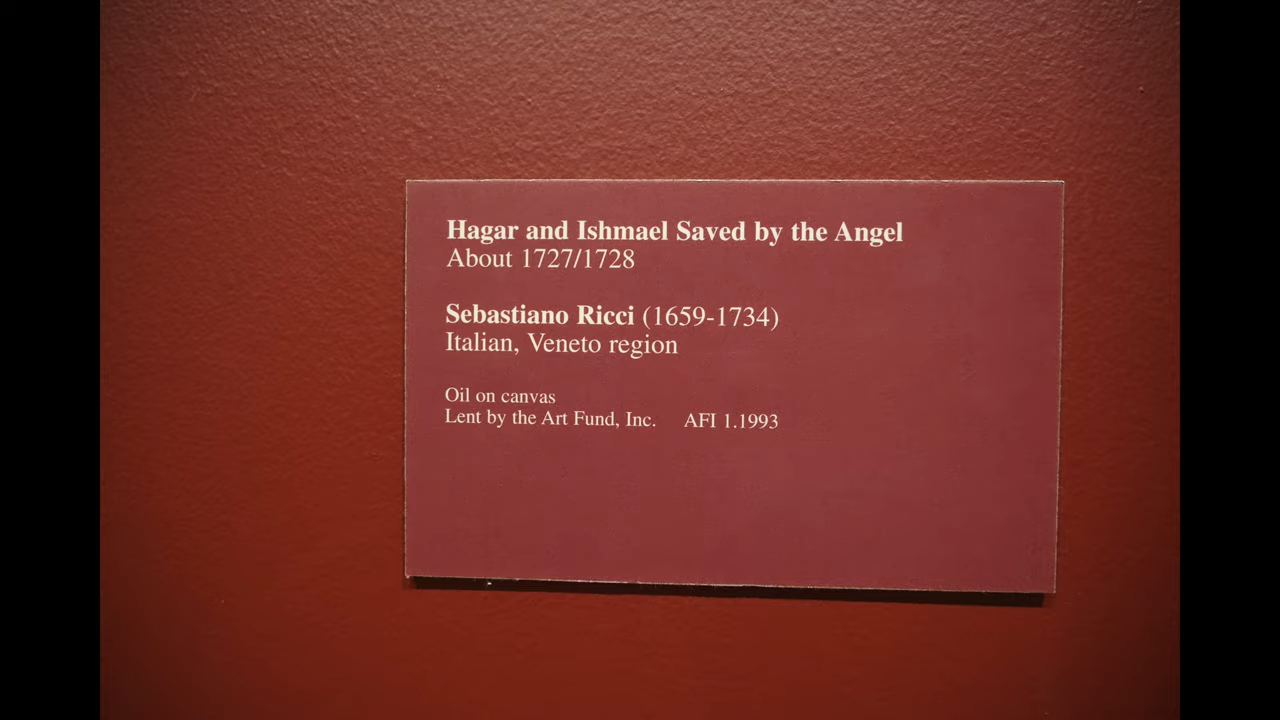 Hagar and Ishmael Saved by the Angel
About 1727/1728
Sebastiano Ricci (1659-1734)
Italian, Veneto region
Oil on canvas
Lent by the Art Fund, Inc. AFI 1.1993